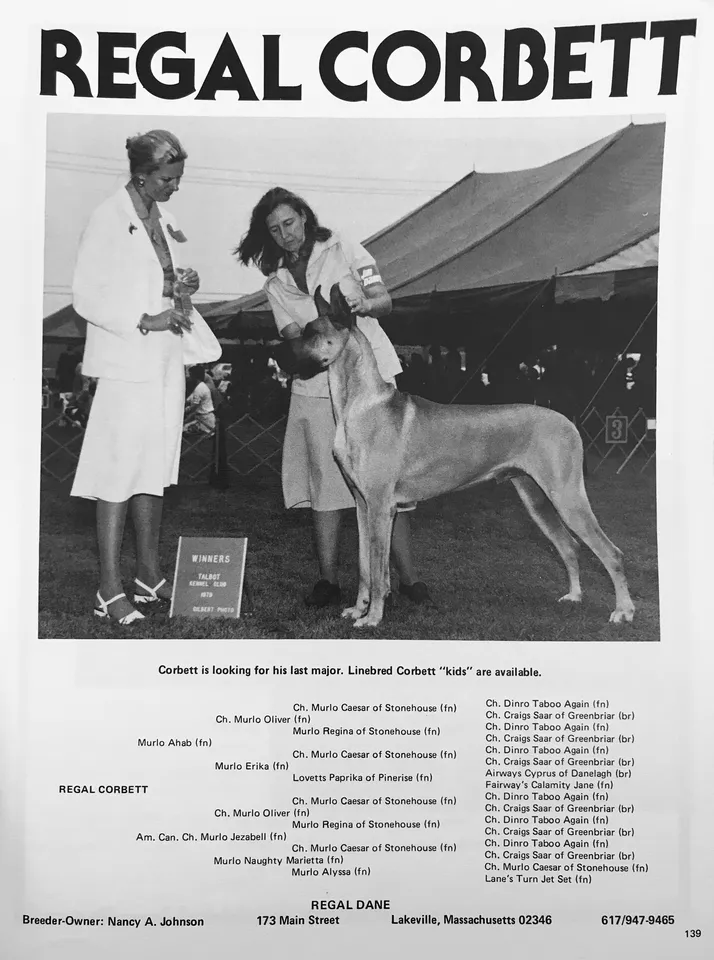 REGAL CORBETT
3
WINNERS
TALBOT
KENNEL CLUB
1979
GILBERT PHOTO
Corbett is looking for his last major. Linebred Corbett "kids" are available.
Ch. Dinro Taboo Again (fn)
Ch. Murlo Caesar of Stonehouse (fn)
Ch. Craigs Saar of Greenbriar (br)
Ch. Murlo Oliver (fn)
Ch. Dinro Taboo Again (fn)
Murlo Regina of Stonehouse (fn)
Ch. Craigs Saar of Greenbriar (br)
Murlo Ahab (fn)
Ch. Dinro Taboo Again (fn)
Ch. Murlo Caesar of Stonehouse (fn)
Ch. Craigs Saar of Greenbriar (br)
Murlo Erika (fn)
Airways Cyprus of Danelagh (br)
Lovetts Paprika of Pinerise (fn)
Fairway's Calamity Jane (fn)
REGAL CORBETT
Ch. Dinro Taboo Again (fn)
Ch. Murlo Caesar of Stonehouse (fn)
Ch. Craigs Saar of Greenbriar (br)
Ch. Murlo Oliver (fn)
Ch. Dinro Taboo Again (fn)
Murlo Regina of Stonehouse (fn)
Ch. Craigs Saar of Greenbriar (br)
Am. Can. Ch. Murlo Jezabell (fn)
Ch. Dinro Taboo Again (fn)
Ch. Murlo Caesar of Stonehouse (fn)
Ch. Craigs Saar of Greenbriar (br)
Murlo Naughty Marietta (fn)
Ch. Murlo Caesar of Stonehouse (fn)
Murlo Alyssa (fn)
Lane's Turn Jet Set (fn)
REGAL DANE
Breeder-Owner: Nancy A. Johnson 173 Main Street Lakeville, Massachusetts 02346 617/947-9465
139